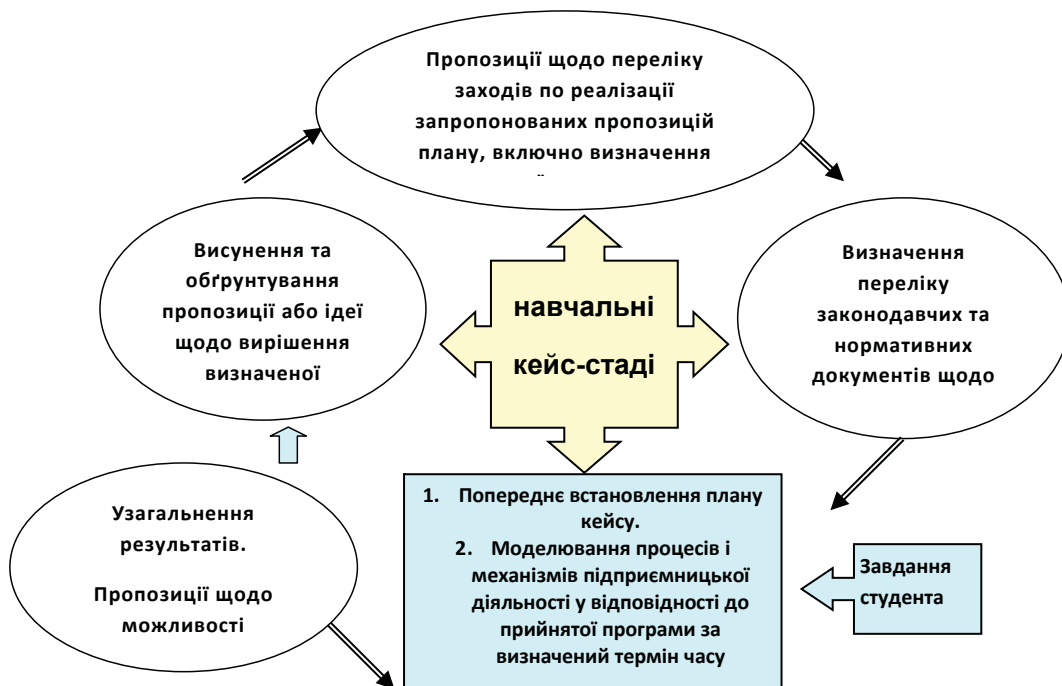 Пропозиції щодо переліку
заходів по реалізації
запропонованих пропозицій
плану, включно визначення
Висунення та
обґрунтування
пропозиції або ідеї
щодо вирішення
визначеної
навчальні
кейс-стаді
Визначення
переліку
законодавчих та
нормативних
документів щодо
Узагальнення
результатів.
Пропозиції щодо
можливості
1. Попереднє встановлення плану
кейсу.
2. Моделювання процесів і
механізмів підприємницької
діяльності у відповідності до
прийнятої програми за
визначений термін часу
Завдання
студента